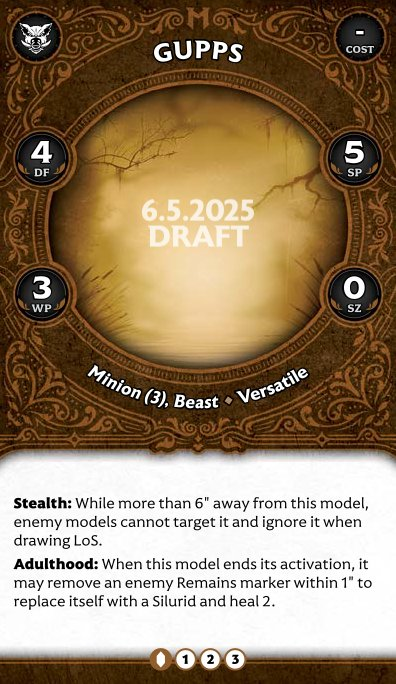 GUPPS
-
COST
4
DF
5
SP
6.5.2025
DRAFT
3
WP
0
SZ
Minion (3), Beast • Versatile
Stealth: While more than 6" away from this model,
enemy models cannot target it and ignore it when
drawing LoS.
Adulthood: When this model ends its activation, it
may remove an enemy Remains marker within 1" to
replace itself with a Silurid and heal 2.
1 2 3